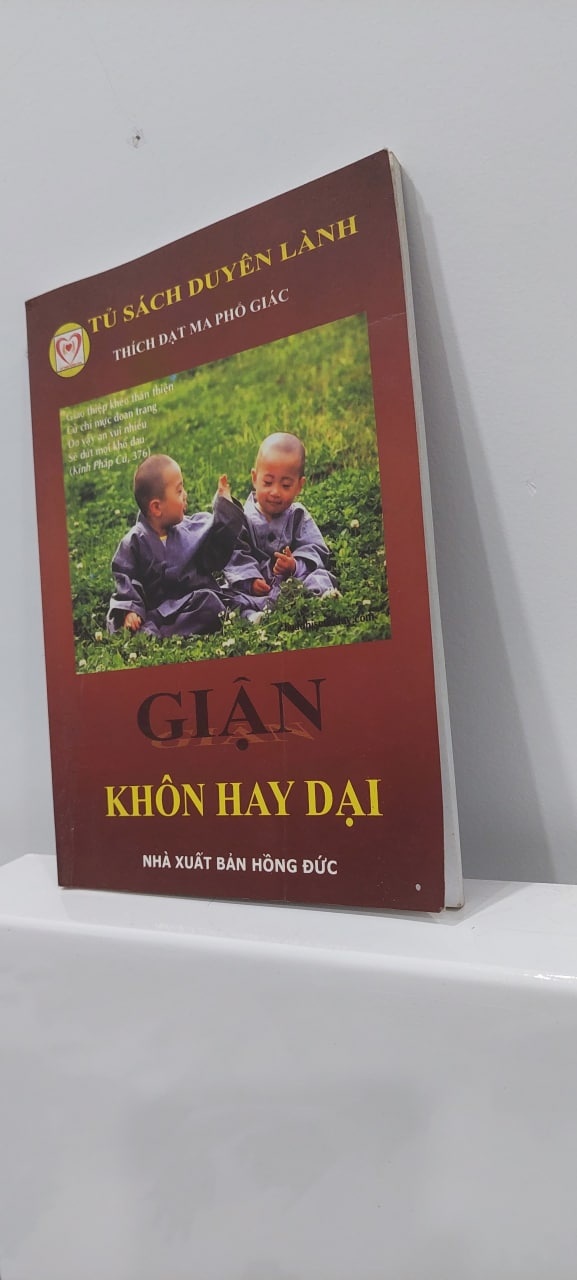 TỦ SÁCH DUYÊN LÀNH
THÍCH ĐẠT MA PHỔ GIÁC
Giao thiệp khéo thân thiện
Cử chỉ mực đoan trang
Do vậy an vui nhiều
Sẽ dứt mọi khổ đau
(Kinh Pháp Cú, 376)
GIẬN
KHÔN HAY DẠI
NHÀ XUẤT BẢN HỒNG ĐỨC